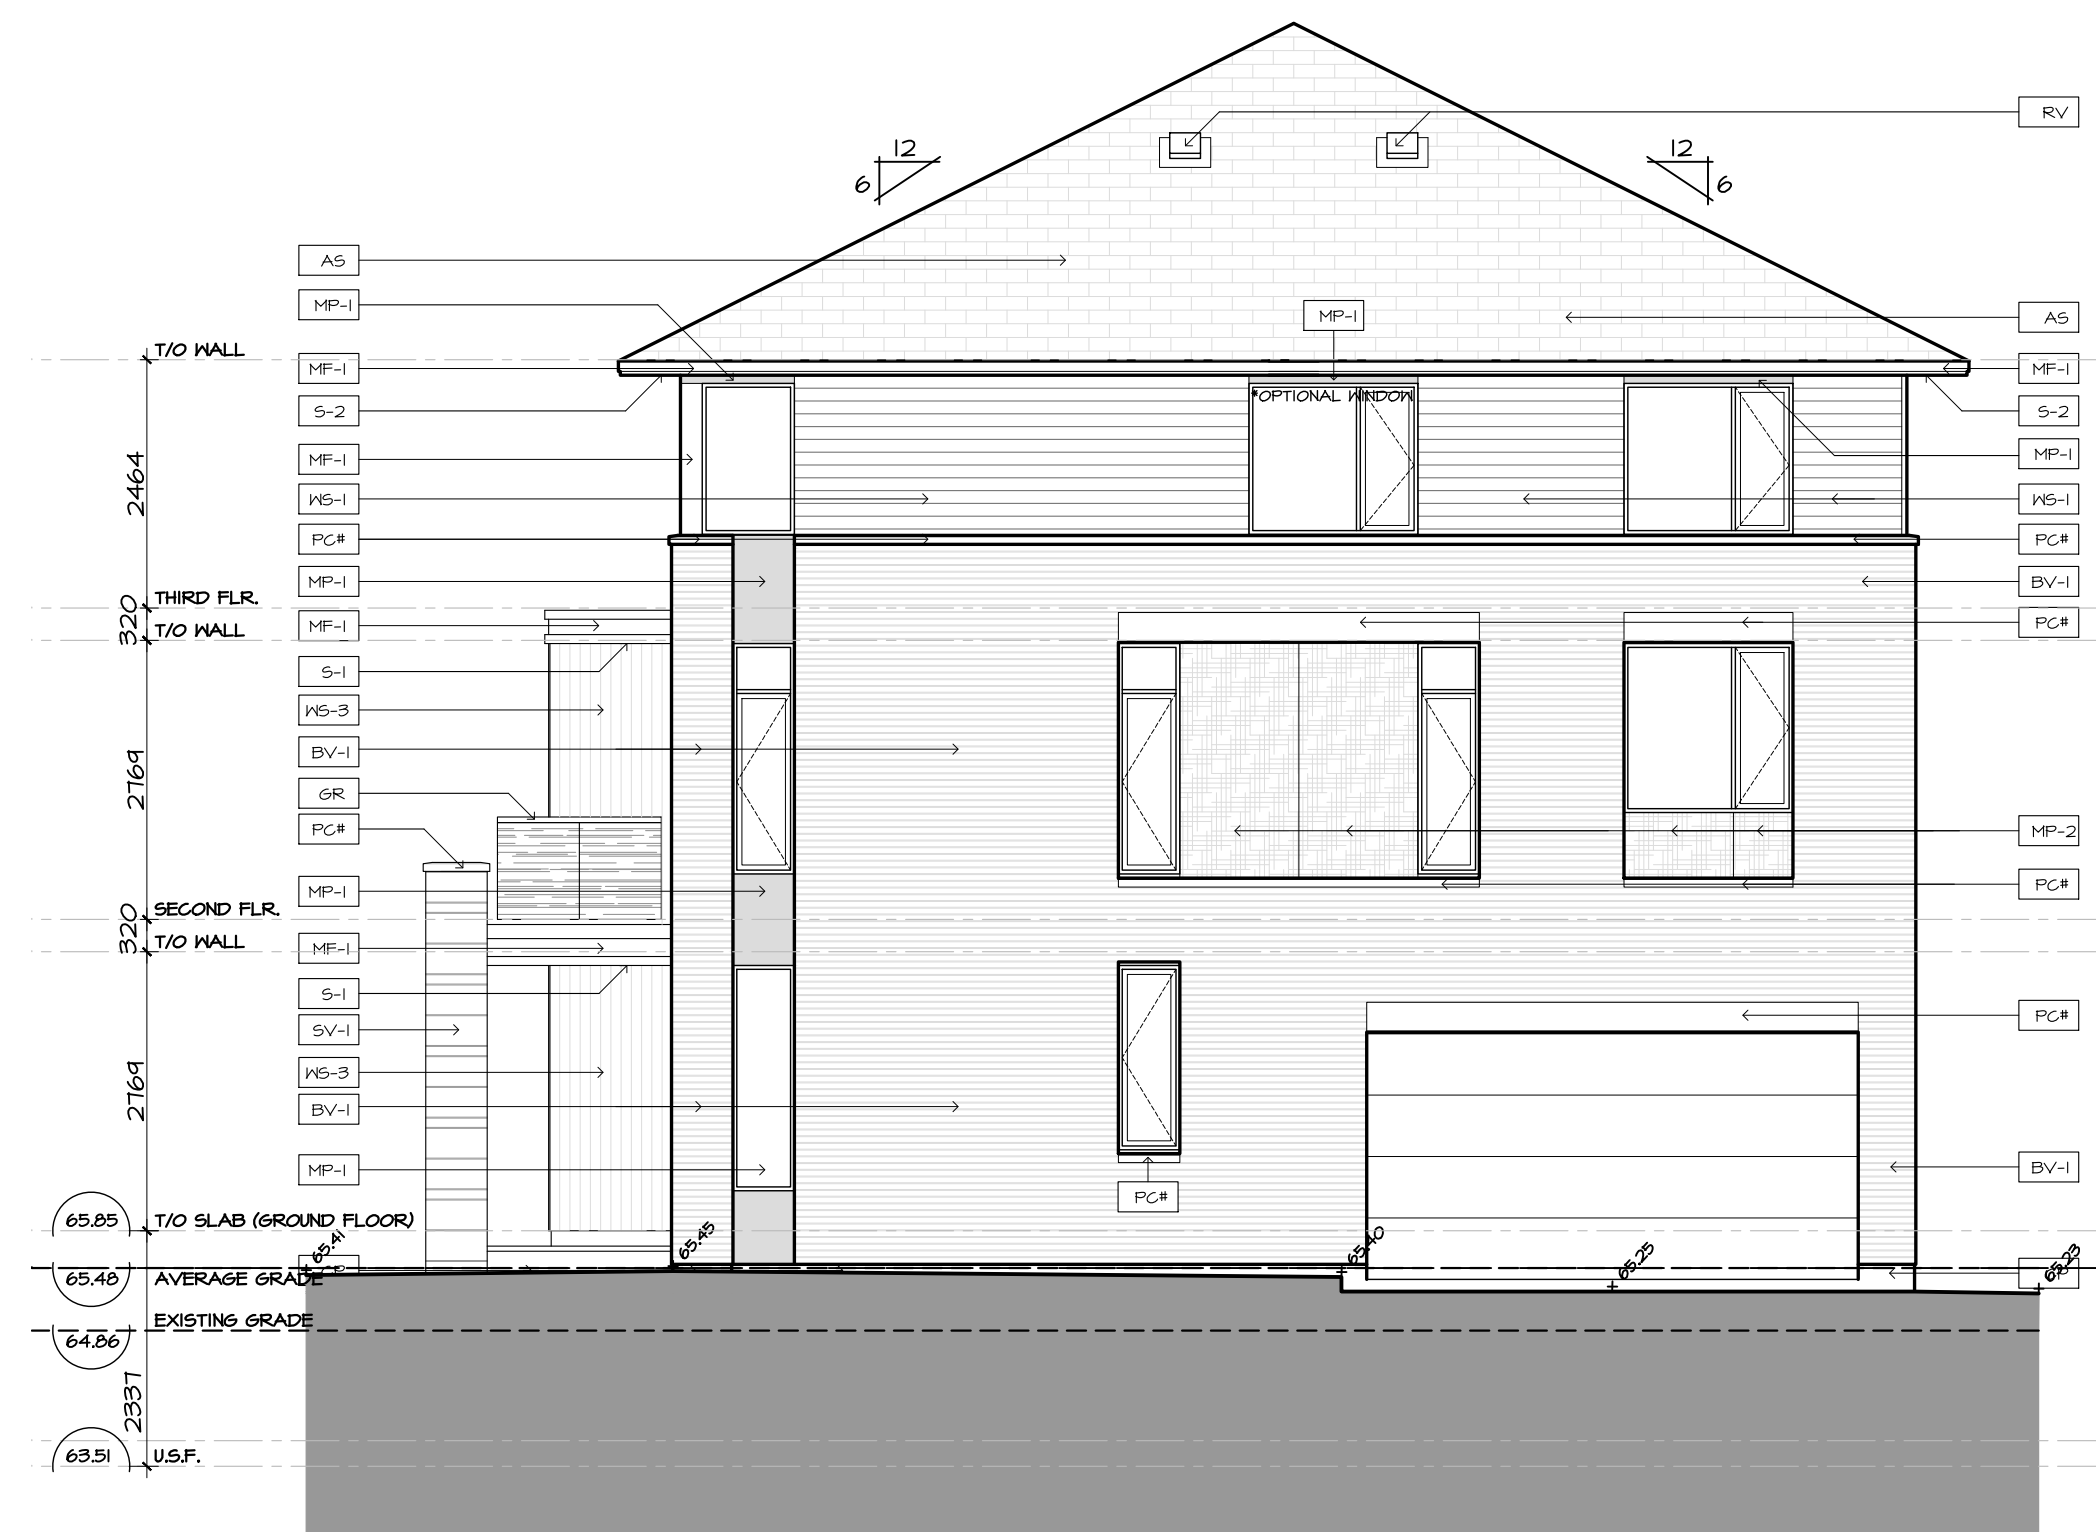 RV
12
12
6
6
AS
MP-1
MP-1
AS
T/O WALL
MF-1
MF-1
*OPTIONAL WINDOW
S-2
S-2
MF-1
MP-1
2464
WS-1
WS-1
PC#
PC#
MP-1
BV-1
THIRD FLR.
320
MF-1
PC#
T/O WALL
S-1
WS-3
BV-1
2769
GR
PC#
MP-2
MP-1
PC#
SECOND FLR.
320
T/O WALL
MF-1
S-1
PC#
SV-1
WS-3
2769
BV-1
MP-1
BV-1
PC#
65.85
T/O SLAB (GROUND FLOOR)
65.41
65.45
65.40
65.25
65.23
65.48
AVERAGE GRADE
EXISTING GRADE
64.86
2337
63.51
U.S.F.